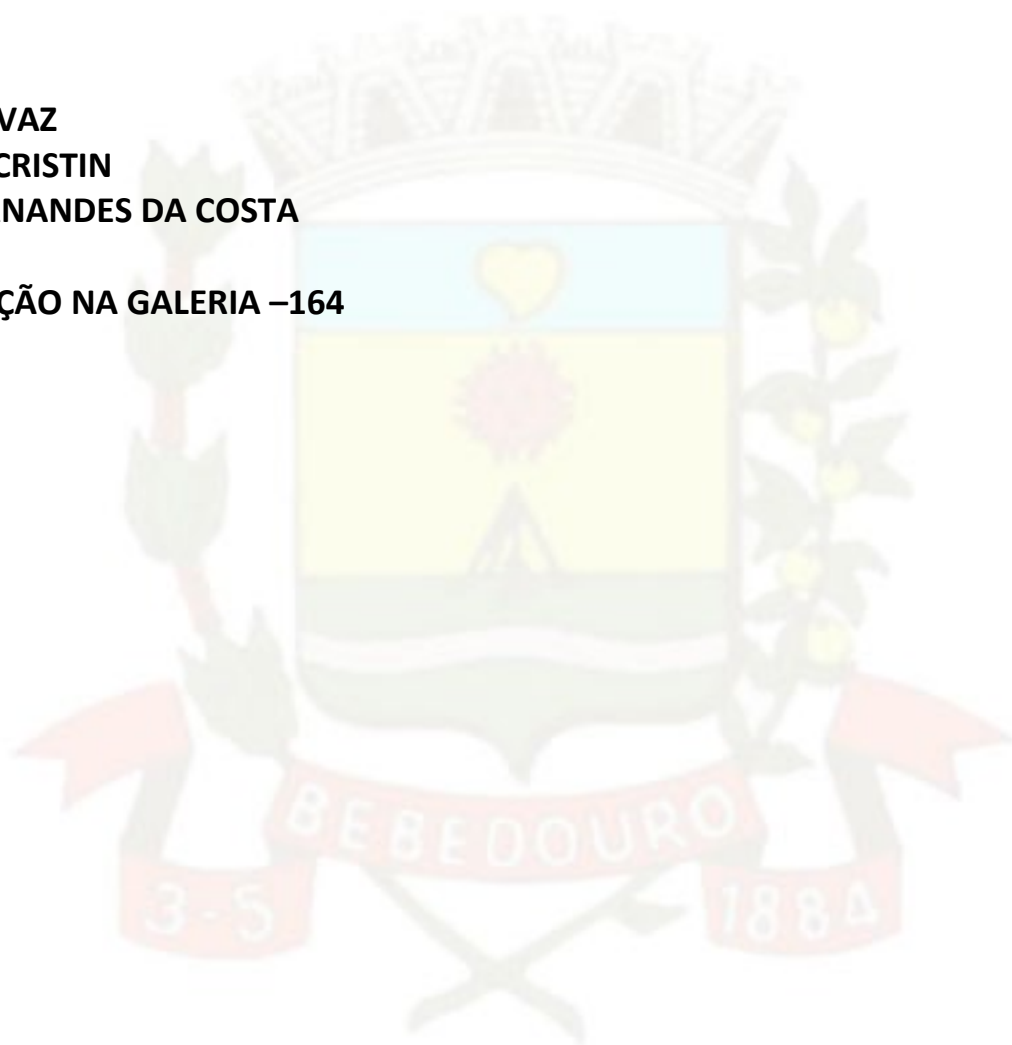 VAZ
CRISTIN
NANDES DA COSTA
ÇÃO NA GALERIA –164
BEBEDOURO
3-5 1884